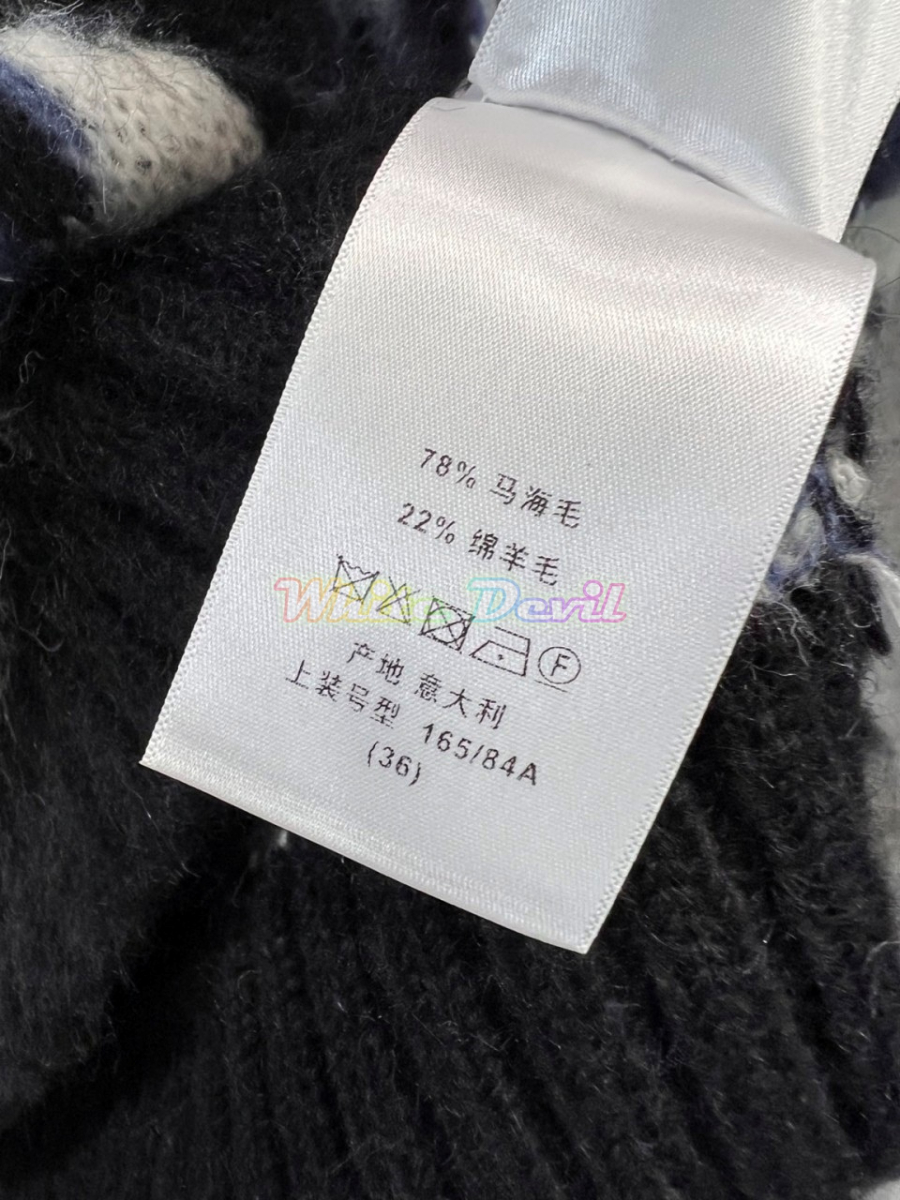 78% 马海毛
22% 绵羊毛
White Devil
F
产地 意大利
上装号型 165/84A
(36)